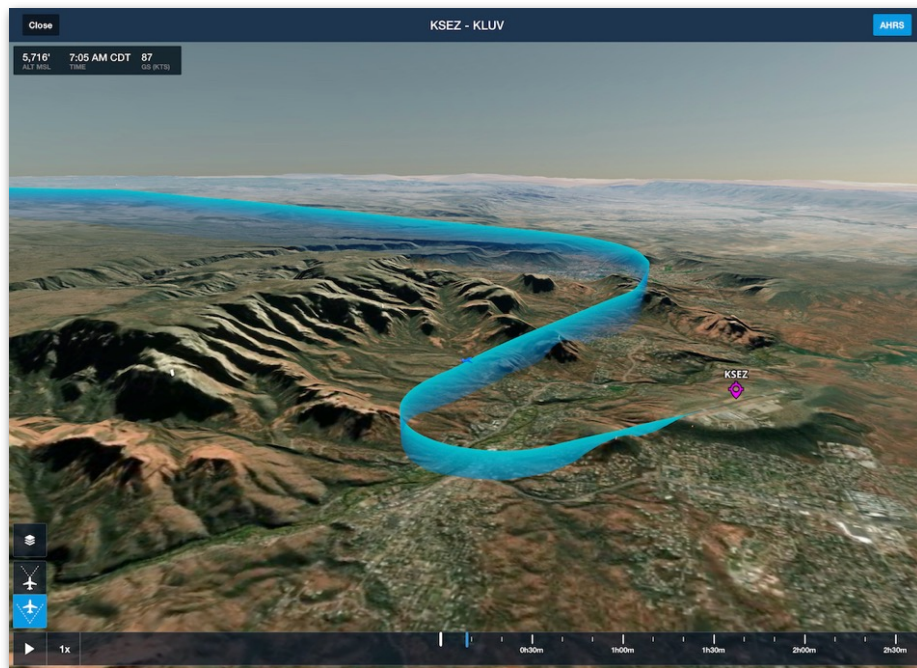 Close
KSEZ - KLUV
AHRS
5,716' 7:05 AM CDT 87
ALT MSL TIME GS (KTS)
KSEZ
1x
0h30m 1h00m 1h30m 2h00m 2h30m